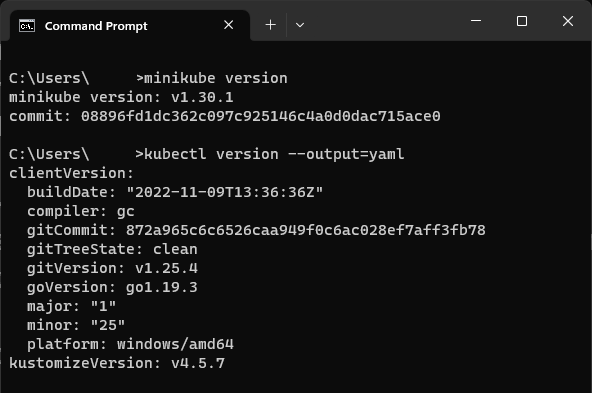 Command Prompt
C:\Users\      >minikube version
minikube version: v1.30.1
commit: 08896fd1dc362c097c925146c4a0d0dac715ace0
C:\Users\      >kubectl version --output=yaml
clientVersion:
  buildDate: "2022-11-09T13:36:36Z"
  compiler: gc
  gitCommit: 872a965c6c6526caa949f0c6ac028ef7aff3fb78
  gitTreeState: clean
  gitVersion: v1.25.4
  goVersion: go1.19.3
  major: "1"
  minor: "25"
  platform: windows/amd64
kustomizeVersion: v4.5.7